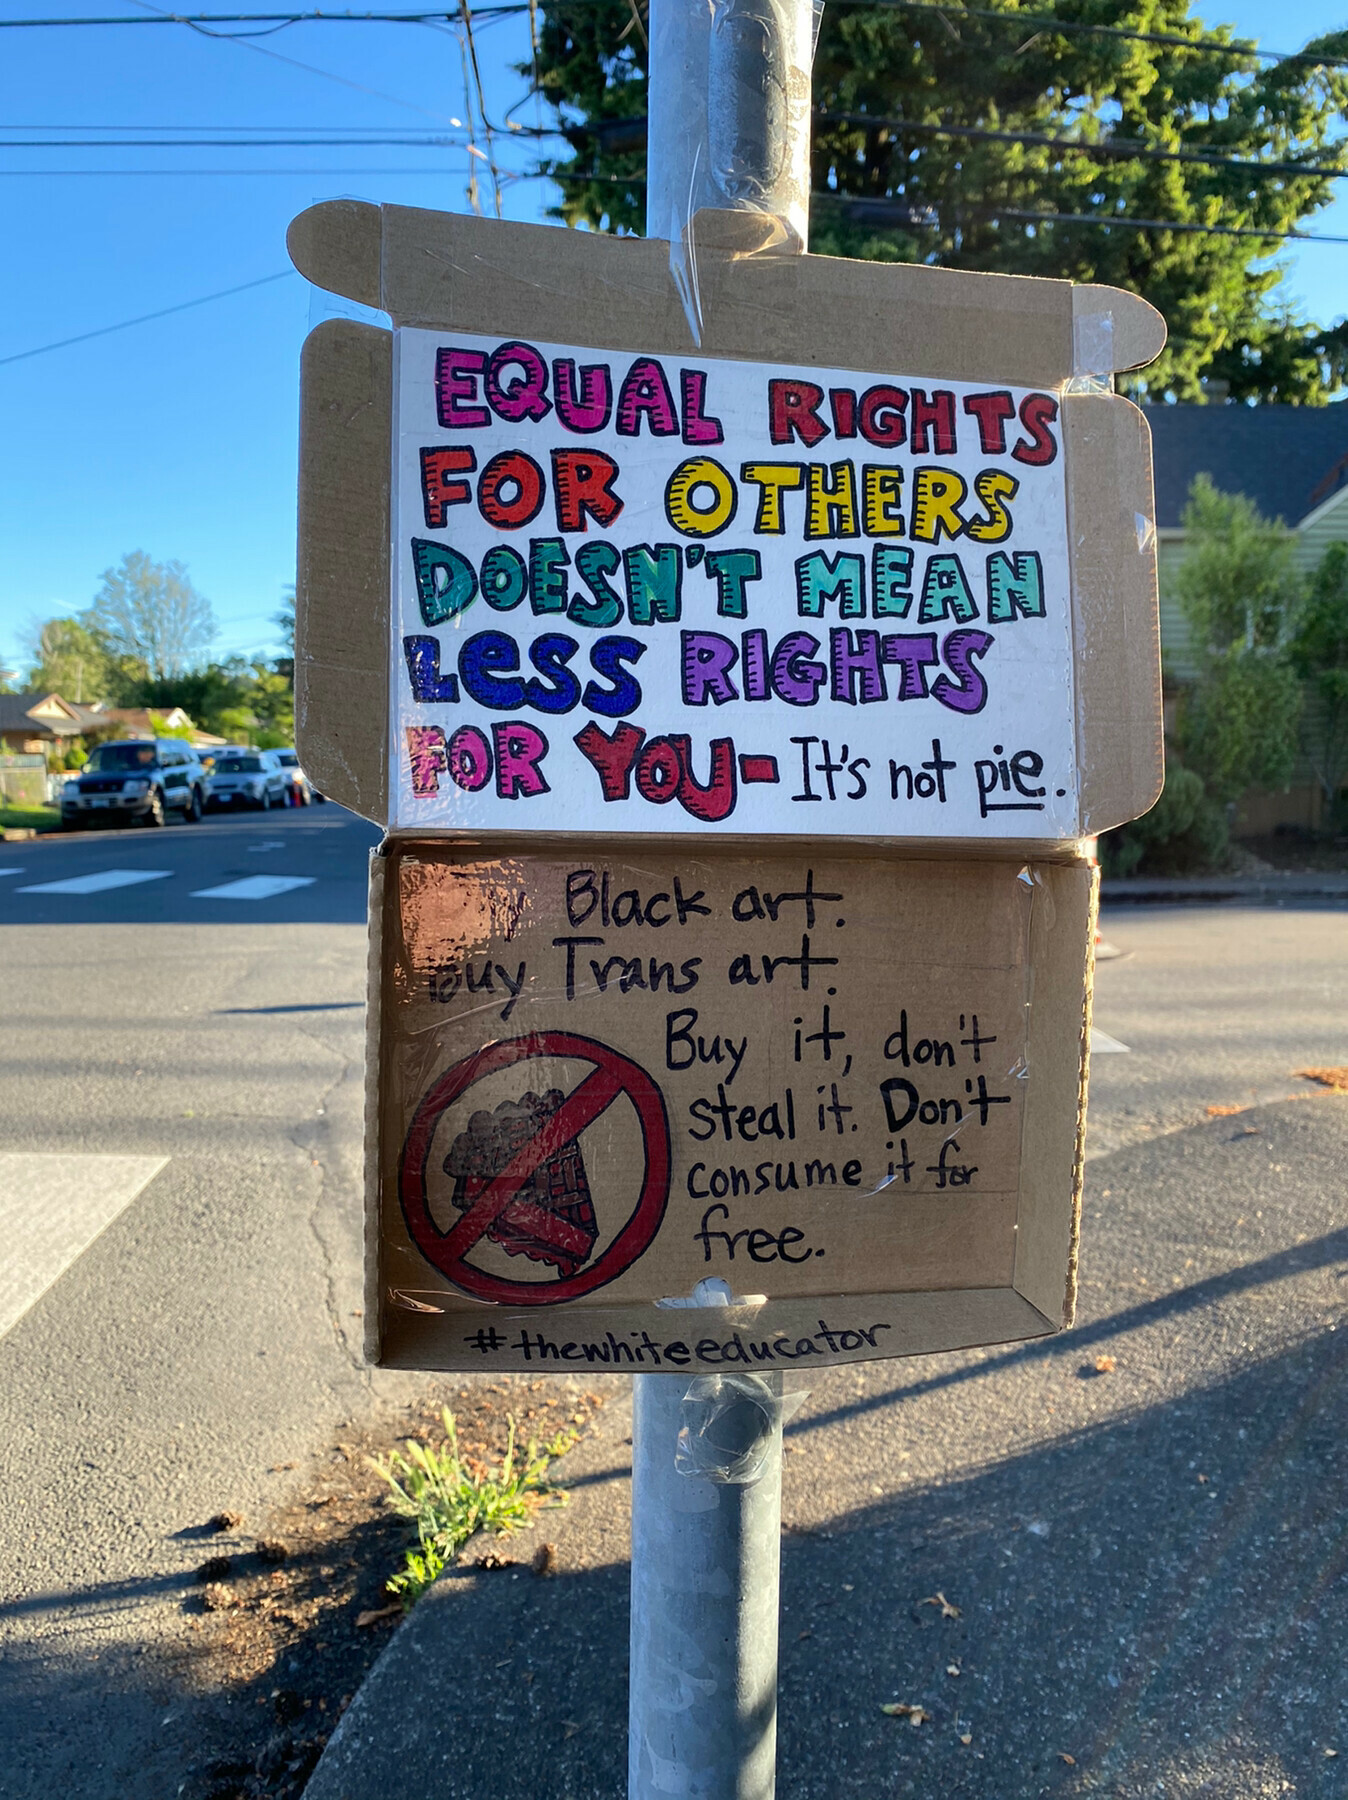 EQUAL RIGHTS
FOR OTHERS
DOESN'T MEAN
LESS RIGHTS
FOR YOU- It's not pie.
Black art.
Buy Trans art.
Buy it, don't
steal it. Don't
consume it for
free.
#thewhiteeducator